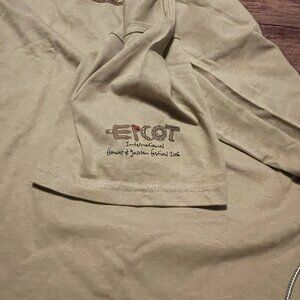 EPCOT
International
flower & garden festival 2006